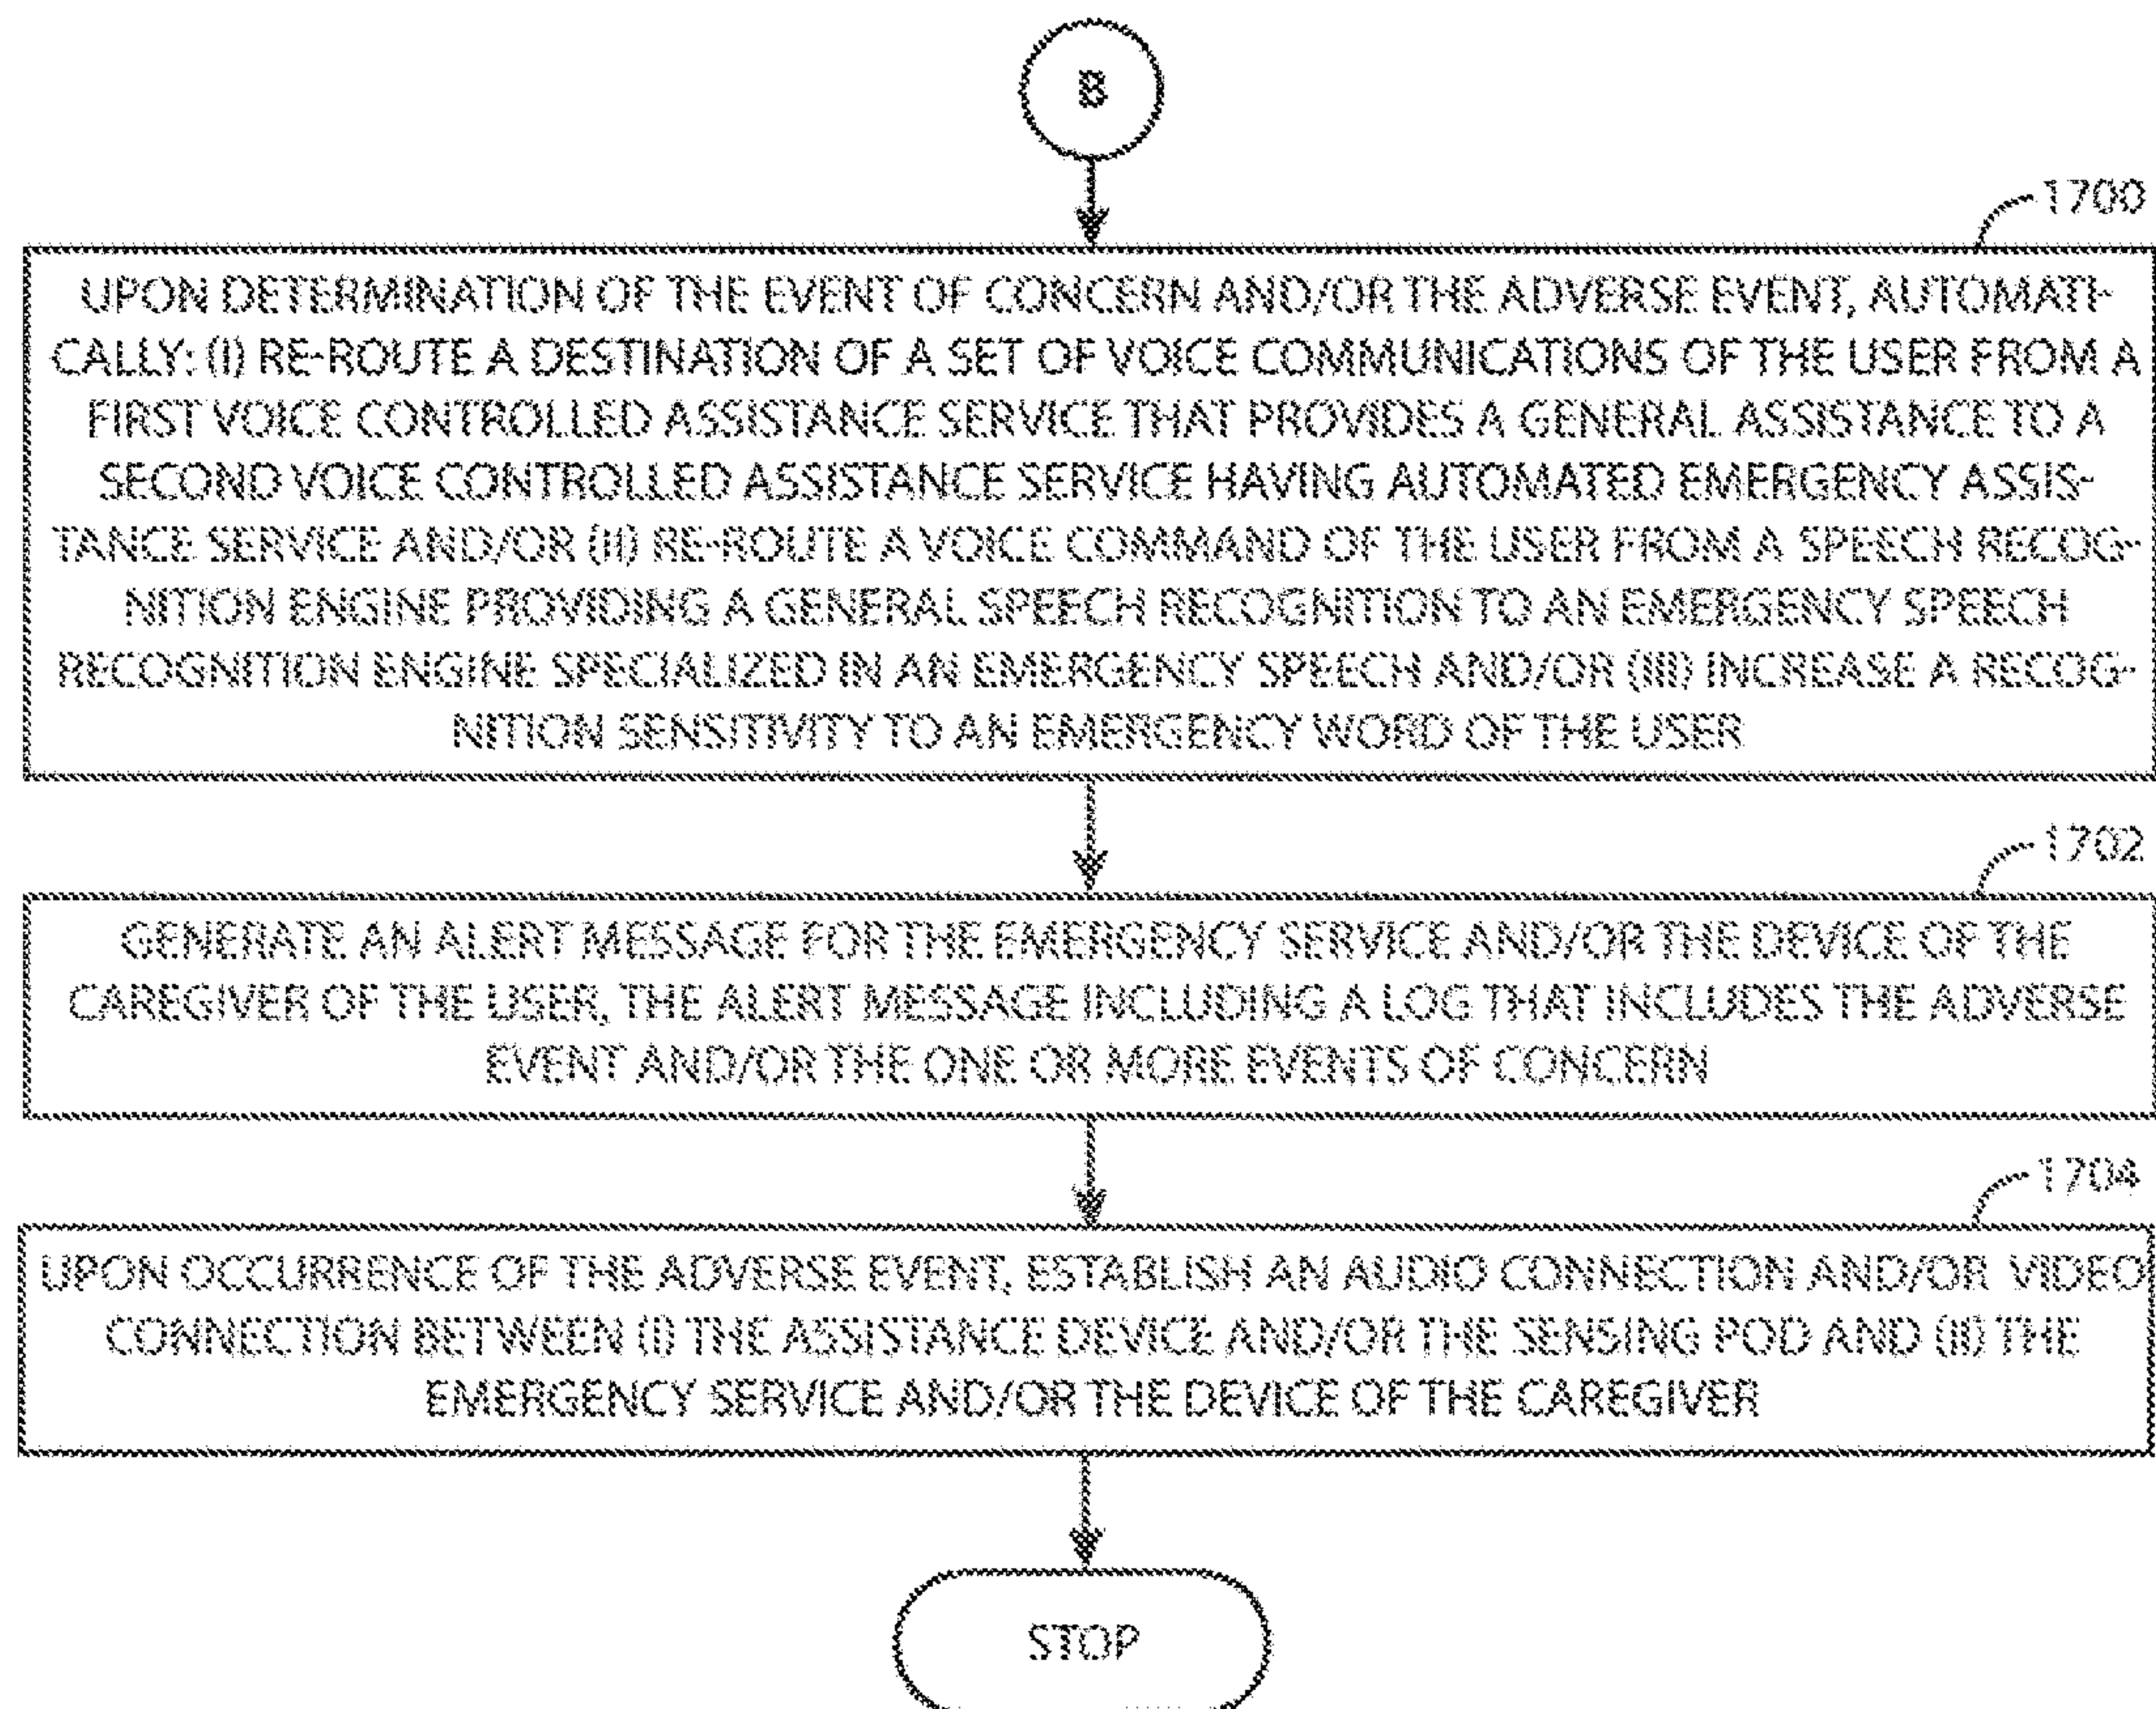 B
1700
UPON DETERMINATION OF THE EVENT OF CONCERN AND/OR THE ADVERSE EVENT, AUTOMATI-
CALLY: (I) RE-ROUTE A DESTINATION OF A SET OF VOICE COMMUNICATIONS OF THE USER FROM A
FIRST VOICE CONTROLLED ASSISTANCE SERVICE THAT PROVIDES A GENERAL ASSISTANCE TO A
SECOND VOICE CONTROLLED ASSISTANCE SERVICE HAVING AUTOMATED EMERGENCY ASSIS-
TANCE SERVICE AND/OR (II) RE-ROUTE A VOICE COMMAND OF THE USER FROM A SPEECH RECOG-
NITION ENGINE PROVIDING A GENERAL SPEECH RECOGNITION TO AN EMERGENCY SPEECH
RECOGNITION ENGINE SPECIALIZED IN AN EMERGENCY SPEECH AND/OR (III) INCREASE A RECOG-
NITION SENSITIVITY TO AN EMERGENCY WORD OF THE USER
1702
GENERATE AN ALERT MESSAGE FOR THE EMERGENCY SERVICE AND/OR THE DEVICE OF THE
CAREGIVER OF THE USER, THE ALERT MESSAGE INCLUDING A LOG THAT INCLUDES THE ADVERSE
EVENT AND/OR THE ONE OR MORE EVENTS OF CONCERN
1704
UPON OCCURRENCE OF THE ADVERSE EVENT, ESTABLISH AN AUDIO CONNECTION AND/OR VIDEO
CONNECTION BETWEEN (I) THE ASSISTANCE DEVICE AND/OR THE SENSING POD AND (II) THE
EMERGENCY SERVICE AND/OR THE DEVICE OF THE CAREGIVER
STOP